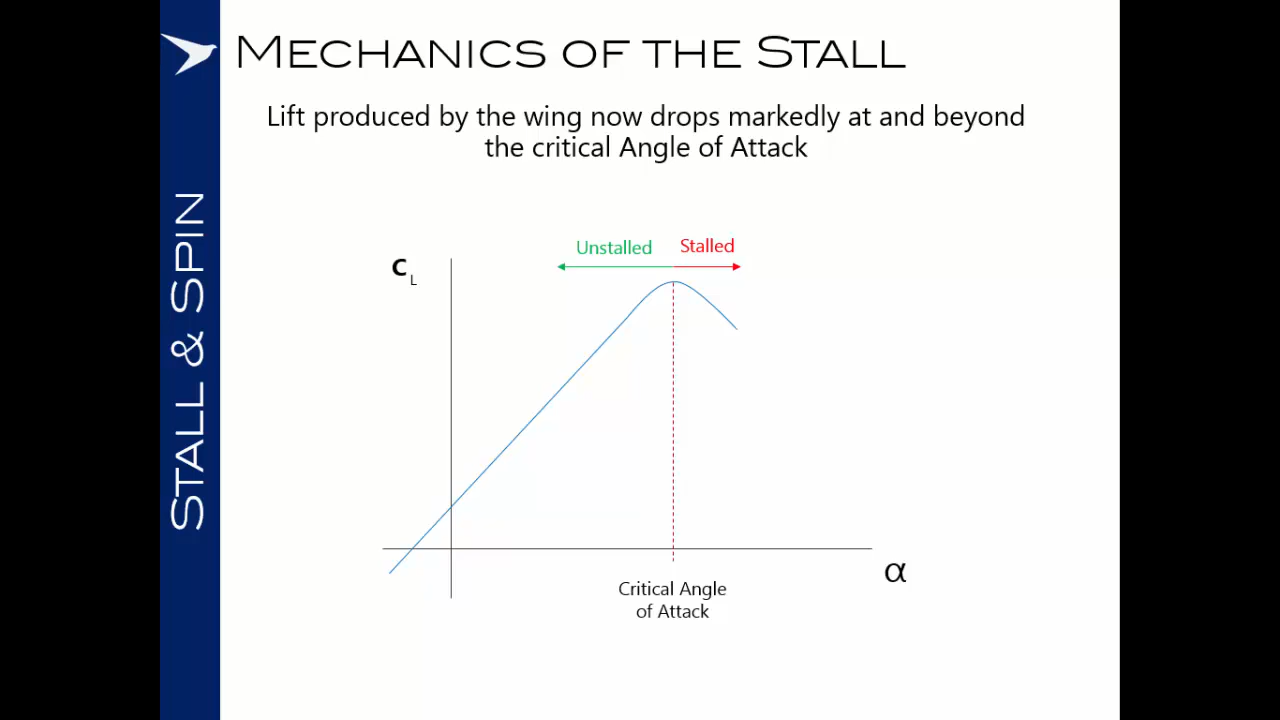 MECHANICS OF THE STALL
Lift produced by the wing now drops markedly at and beyond
the critical Angle of Attack
STALL & SPIN
Unstalled
Stalled
CL
α
Critical Angle
of Attack